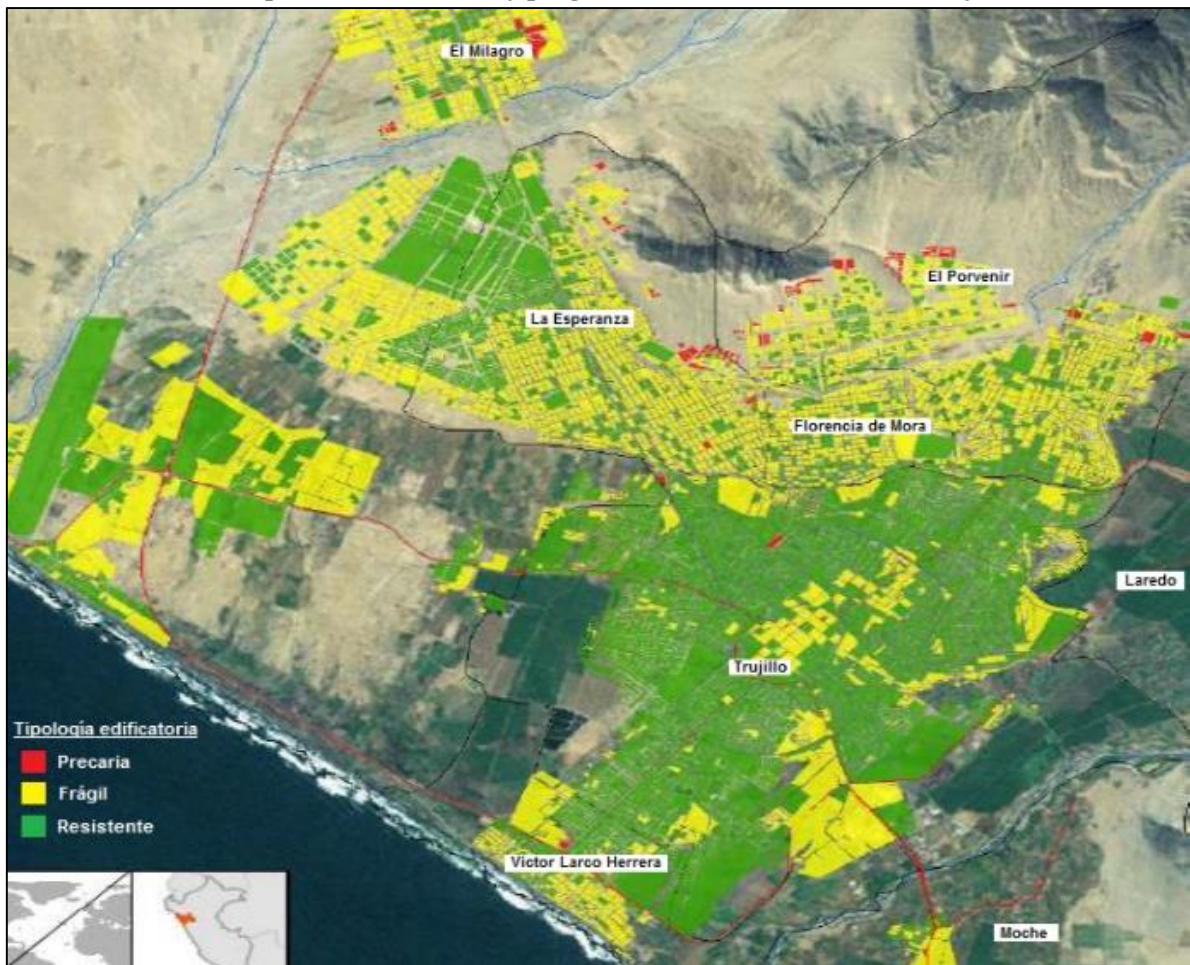 El Milagro
El Porvenir
La Esperanza
Florencia de Mora
Laredo
Trujillo
Tipología edificatoria
Precaria
Frágil
Resistente
Victor Larco Herrera
Moche